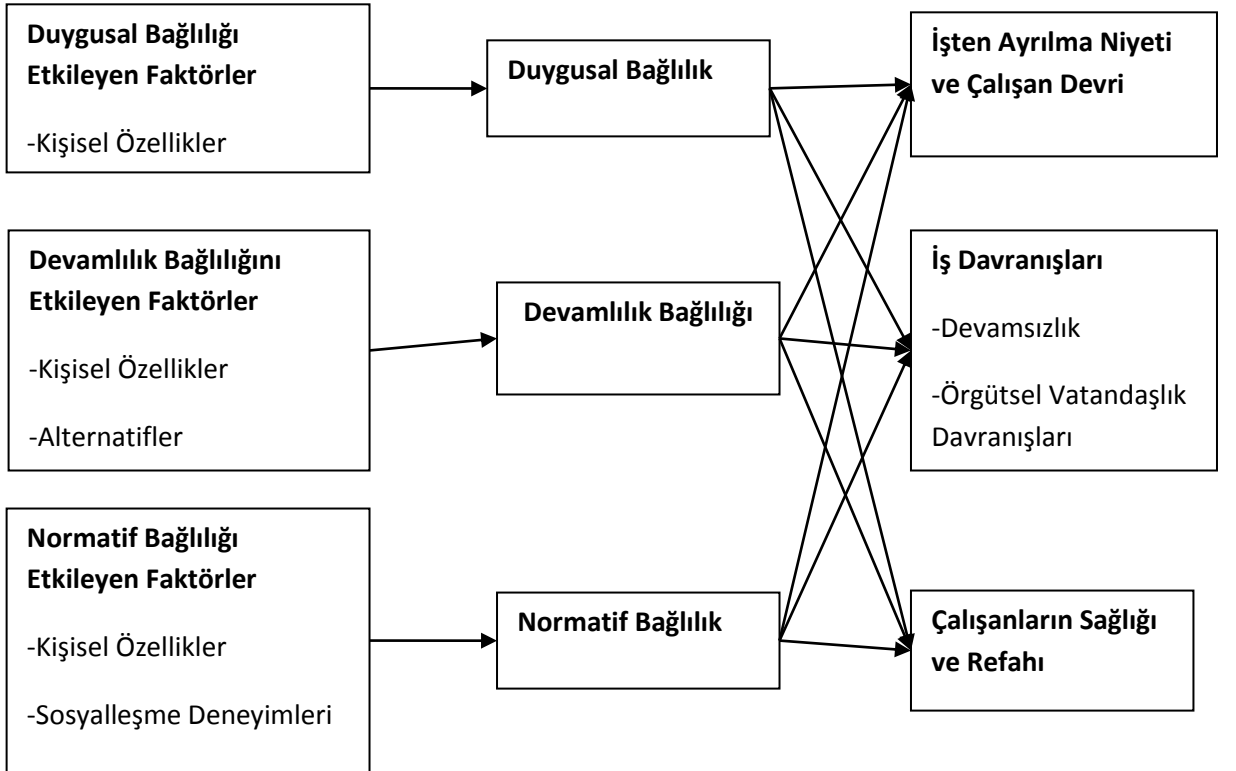 Duygusal Bağlılığı
Etkileyen Faktörler
-Kişisel Özellikler
Duygusal Bağlılık
İşten Ayrılma Niyeti
ve Çalışan Devri
Devamlılık Bağlılığını
Etkileyen Faktörler
-Kişisel Özellikler
-Alternatifler
Devamlılık Bağlılığı
İş Davranışları
-Devamsızlık
-Örgütsel Vatandaşlık
Davranışları
Normatif Bağlılığı
Etkileyen Faktörler
-Kişisel Özellikler
-Sosyalleşme Deneyimleri
Normatif Bağlılık
Çalışanların Sağlığı
ve Refahı